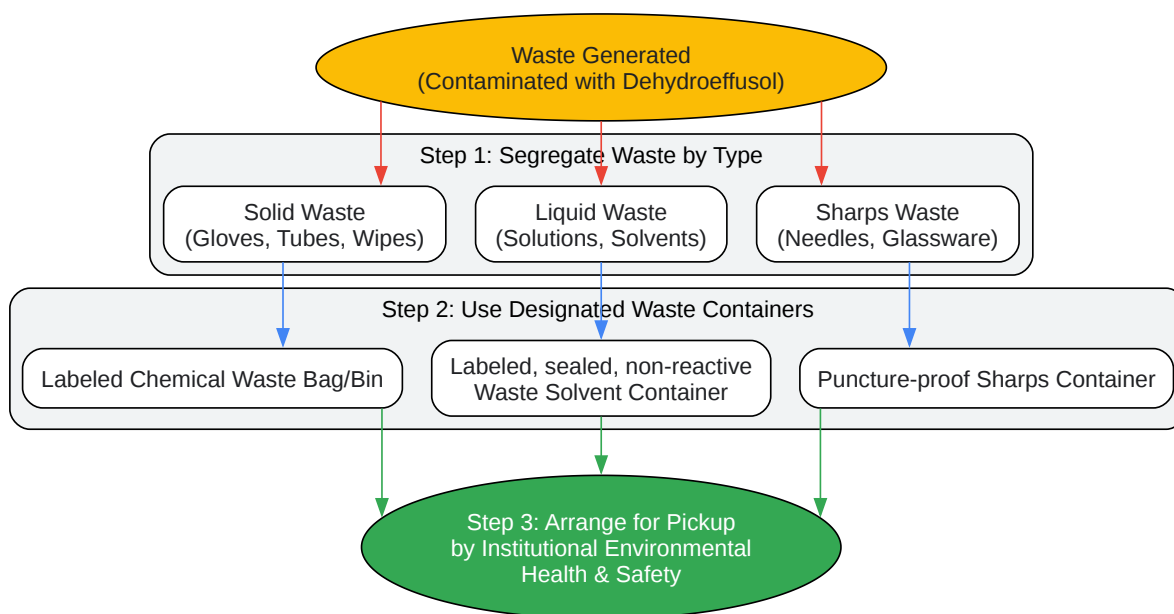 Waste Generated
(Contaminated with Dehydroeffusol)
Step 1: Segregate Waste by Type
Solid Waste
(Gloves, Tubes, Wipes)
Liquid Waste
(Solutions, Solvents)
Sharps Waste
(Needles, Glassware)
Step 2: Use Designated Waste Containers
Labeled Chemical Waste Bag/Bin
Labeled, sealed, non-reactive
Waste Solvent Container
Puncture-proof Sharps Container
Step 3: Arrange for Pickup
by Institutional Environmental
Health & Safety